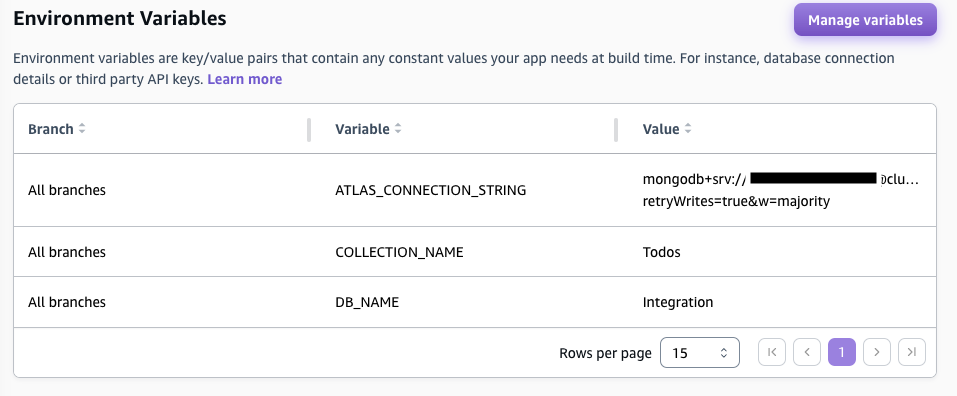 Environment Variables
Manage variables
Environment variables are key/value pairs that contain any constant values your app needs at build time. For instance, database connection
details or third party API keys. Learn more
Branch Variable Value
All branches ATLAS_CONNECTION_STRING mongodb+srv:// @clu…
retryWrites=true&w=majority
All branches COLLECTION_NAME Todos
All branches DB_NAME Integration
Rows per page 15 1